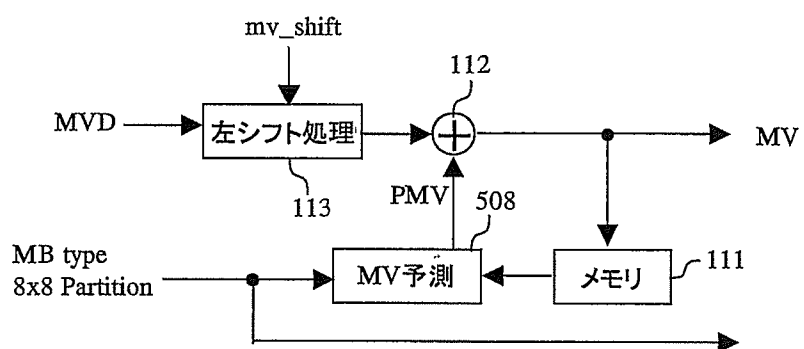 mv_shift
112
MVD
左シフト処理
MV
113
PMV
508
MB type
8x8 Partition
MV予測
メモリ
111